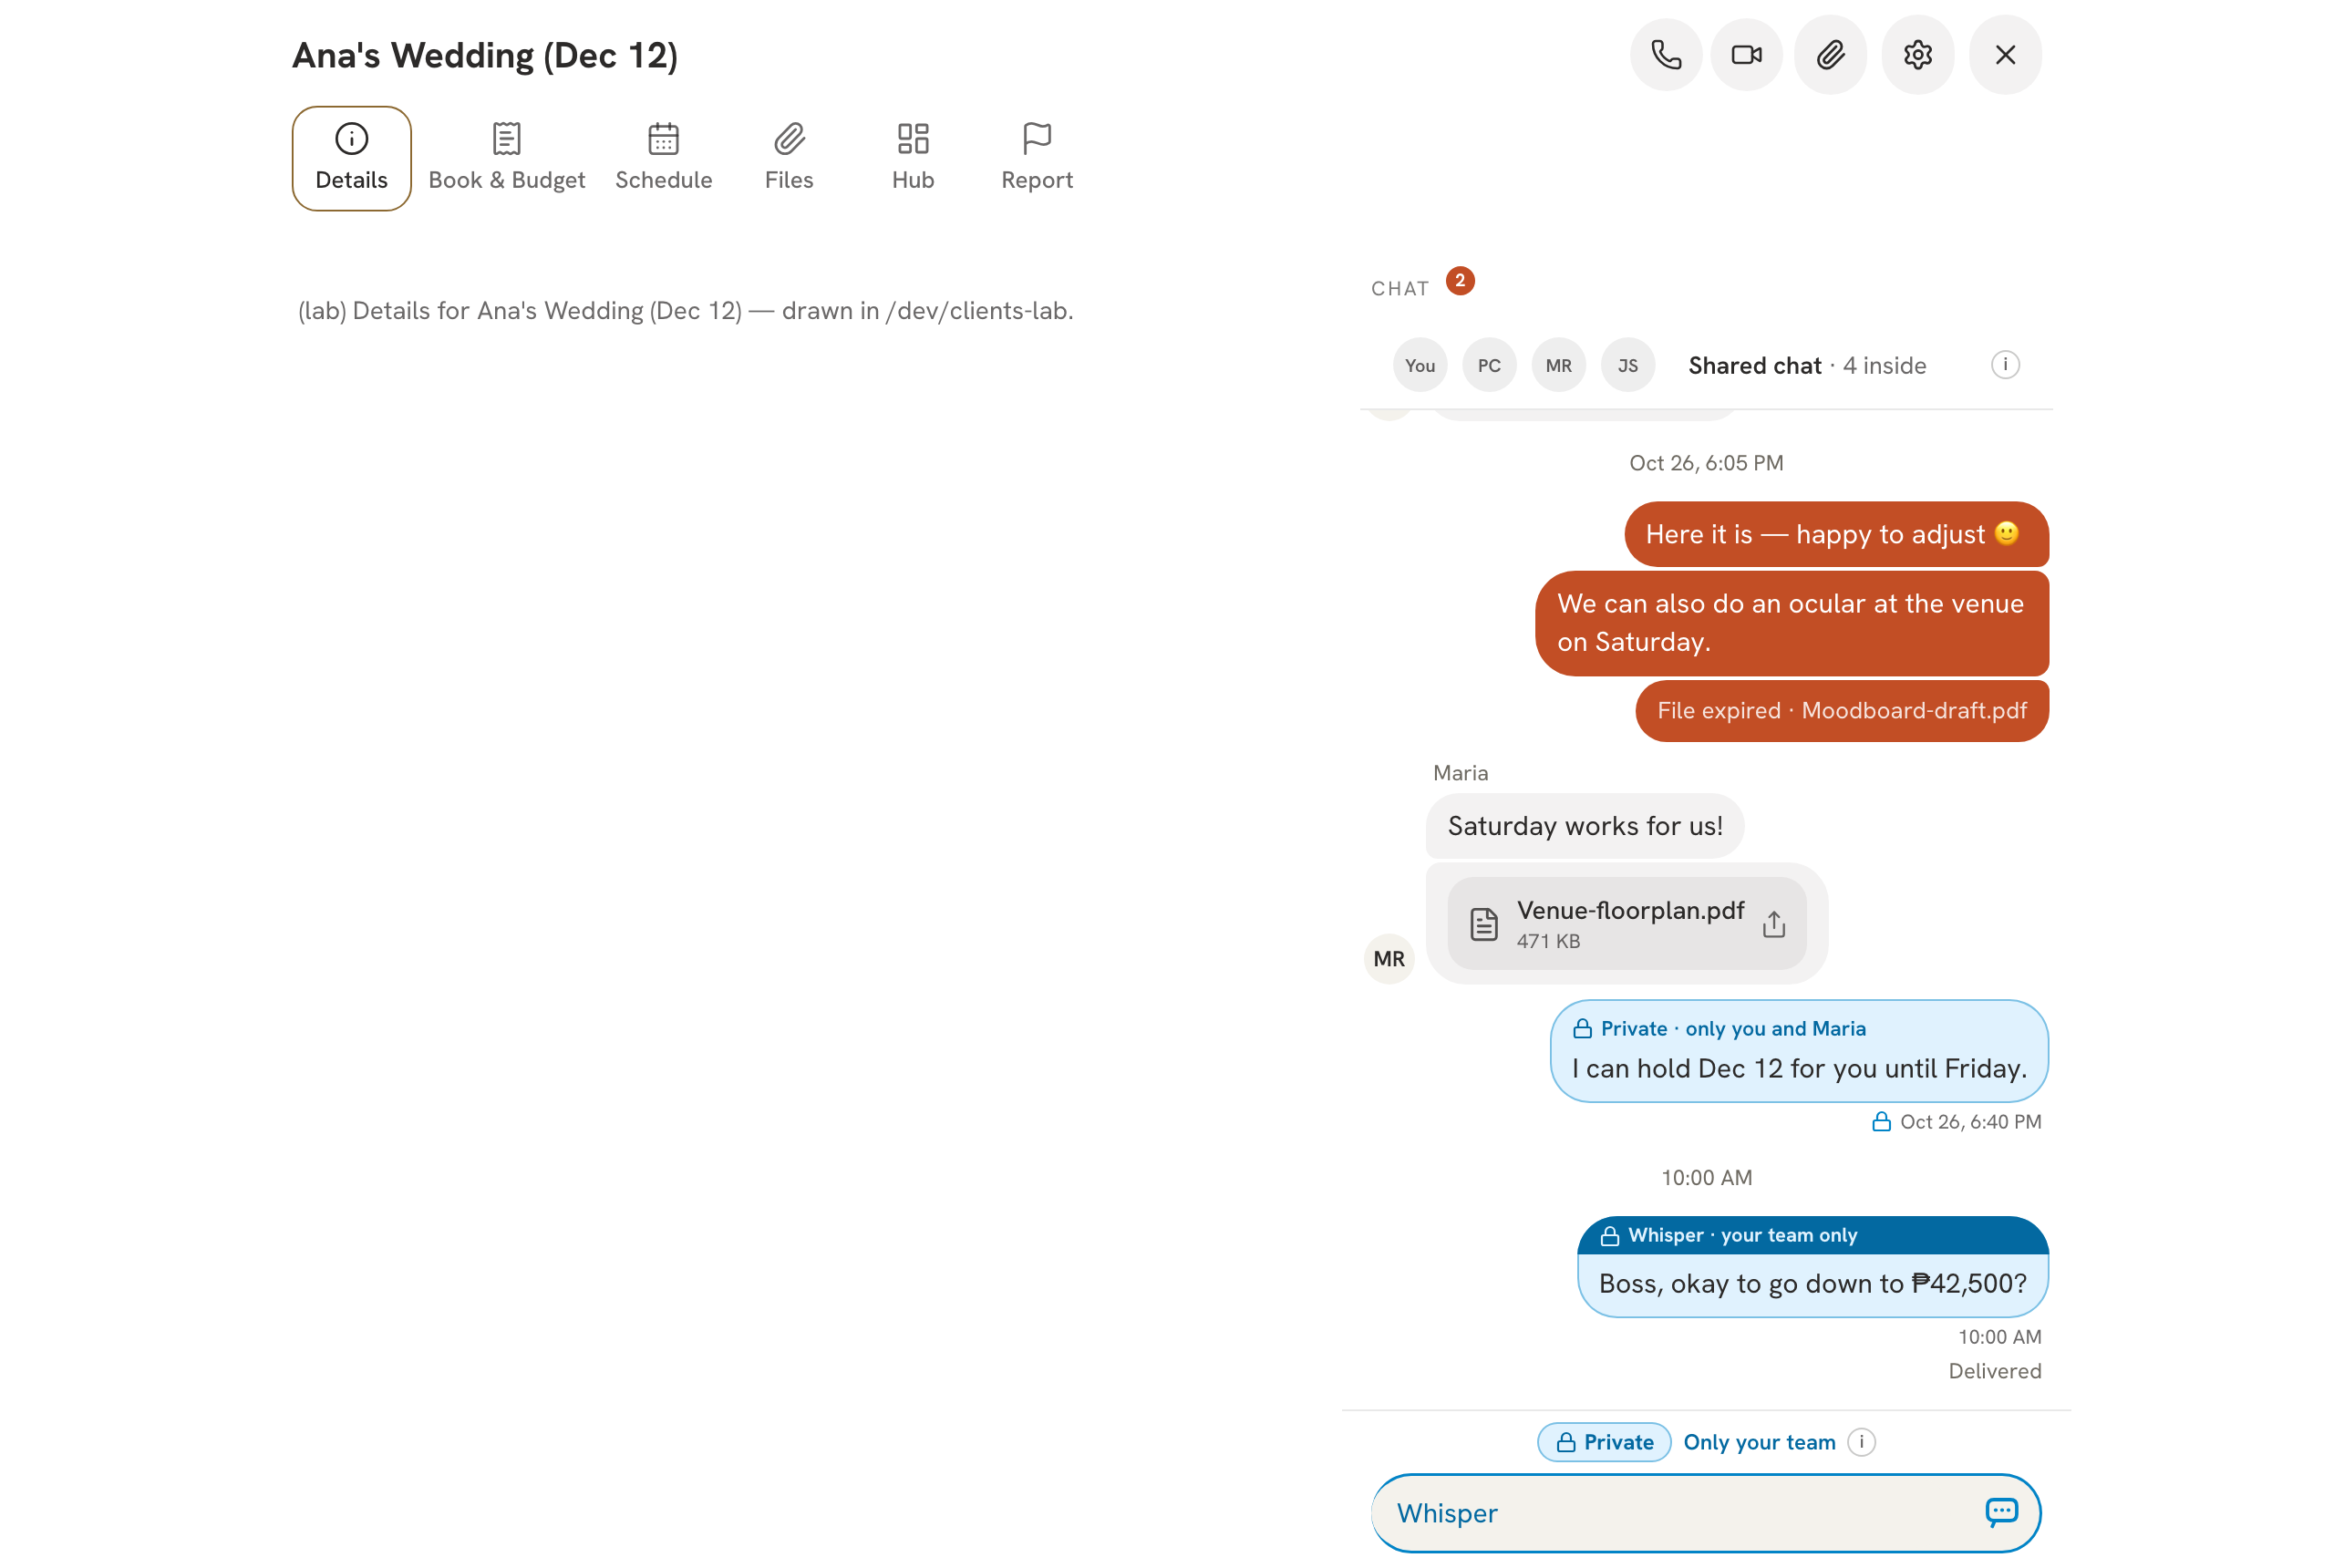 Ana's Wedding (Dec 12)
Details
Book & Budget
Schedule
Files
Hub
Report
(lab) Details for Ana's Wedding (Dec 12) — drawn in /dev/clients-lab.
CHAT 2
You PC MR JS Shared chat · 4 inside
Oct 26, 6:05 PM
Here it is — happy to adjust 🙂
We can also do an ocular at the venue
on Saturday.
File expired · Moodboard-draft.pdf
Maria
Saturday works for us!
Venue-floorplan.pdf
471 KB
MR
Private · only you and Maria
I can hold Dec 12 for you until Friday.
Oct 26, 6:40 PM
10:00 AM
Whisper · your team only
Boss, okay to go down to ₱42,500?
10:00 AM
Delivered
Private Only your team
Whisper